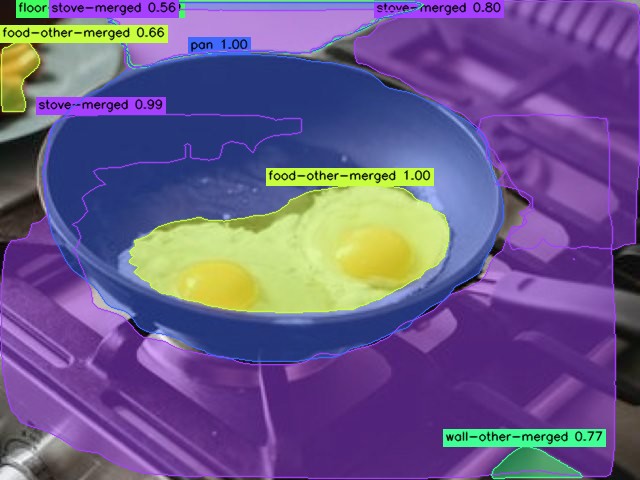 floor
stove-merged 0.56
stove-merged 0.80
food-other-merged 0.66
pan 1.00
stove--merged 0.99
food-other-merged 1.00
wall-other-merged 0.77